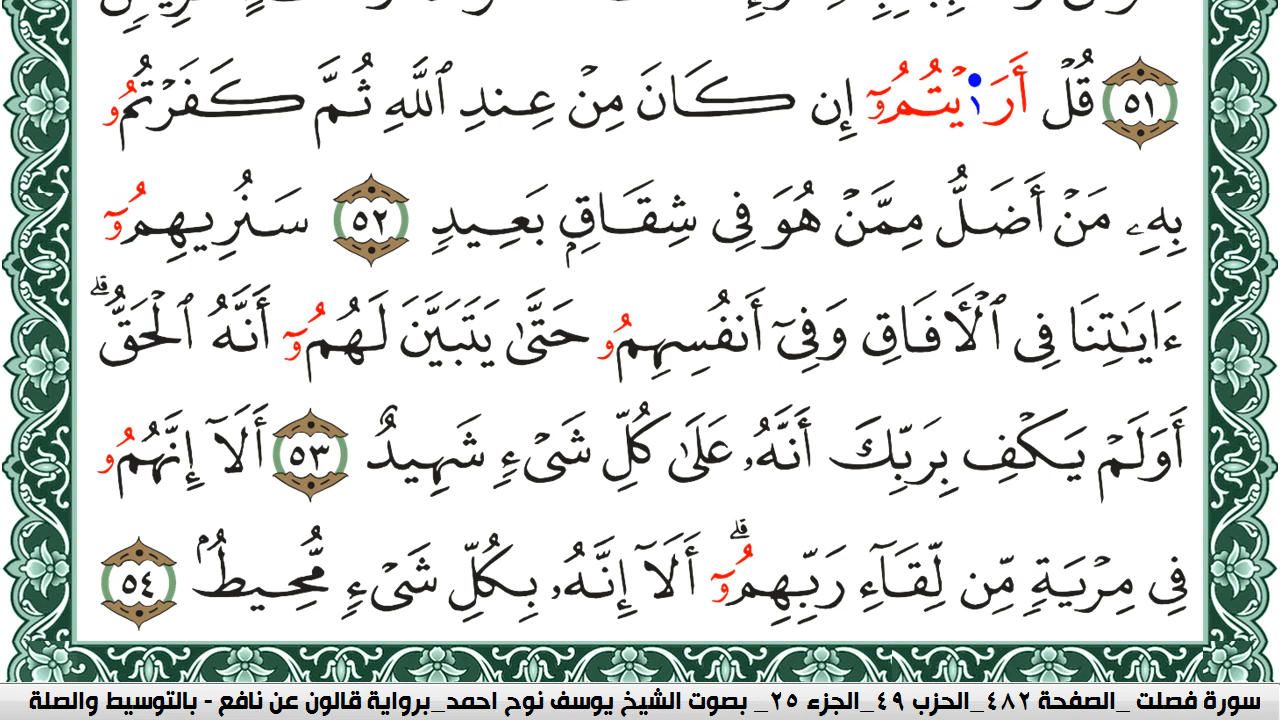 ٥١ قُلْ أَرَٰٓيْتُمُۥٓ إِن كَانَ مِنْ عِندِ ٱللَّهِ ثُمَّ كَفَرْتُمُو
بِهِۦ مَنْ أَضَلُّ مِمَّنْ هُوَ فِى شِقَاقِۭ بَعِيدٍ ٥٢ سَنُرِيهِمُۥٓ
ءَايَٰتِنَا فِى ٱلْأَفَاقِ وَفِىٓ أَنفُسِهِمُو حَتَّىٰ يَتَبَيَّنَ لَهُمُۥٓ أَنَّهُ ٱلْحَقُّۗ
أَوَلَمْ يَكْفِ بِرَبِّكَ أَنَّهُۥ عَلَىٰ كُلِّ شَىْءٍ شَهِيدٌ ٥٣ أَلَآ إِنَّهُمُو
فِى مِرْيَةٍ مِّن لِّقَآءِ رَبِّهِمُۥٓۗ أَلَآ إِنَّهُۥ بِكُلِّ شَىْءٍ مُّحِيطُۢ ٥٤
سورة فصلت _الصفحة ٤٨٢_الحزب ٤٩_الجزء ٢٥_ بصوت الشيخ يوسف نوح احمد_برواية قالون عن نافع - بالتوسيط والصلة